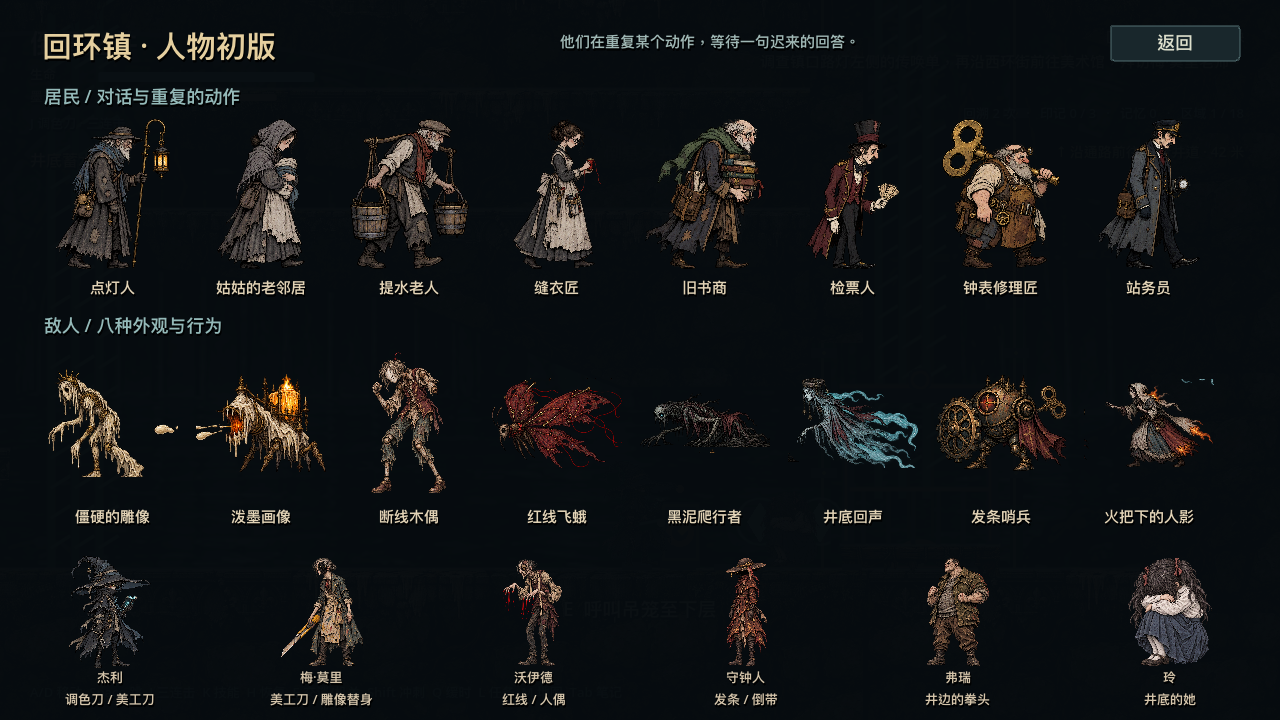 回环镇 · 人物初版
他们在重复某个动作，等待一句迟来的回答。
返回
居民 / 对话与重复的动作
点灯人
姑姑的老邻居
提水老人
缝衣匠
旧书商
检票人
钟表修理匠
站务员
敌人 / 八种外观与行为
僵硬的雕像
泼墨画像
断线木偶
红线飞蛾
黑泥爬行者
井底回声
发条哨兵
火把下的人影
杰利
梅·莫里
沃伊德
守钟人
弗瑞
玲
调色刀 / 美工刀
美工刀 / 雕像替身
红线 / 人偶
发条 / 倒带
井边的拳头
井底的她